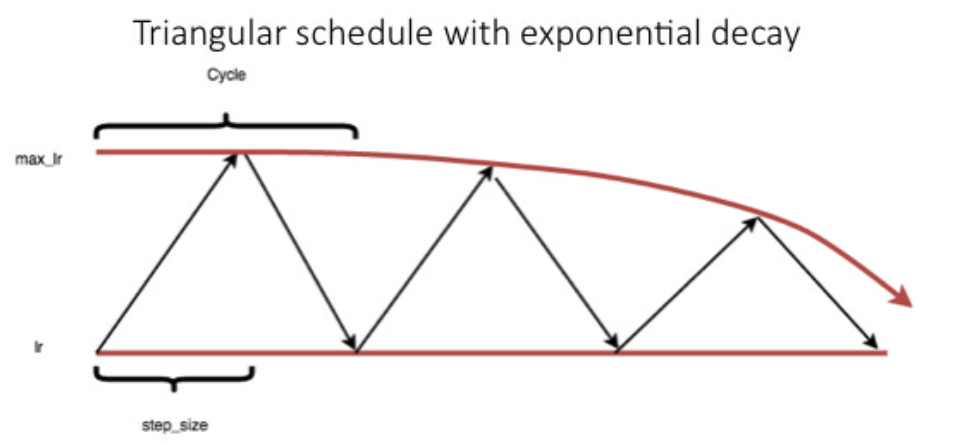 Triangular schedule with exponential decay
Cycle
max_lr
lr
step_size